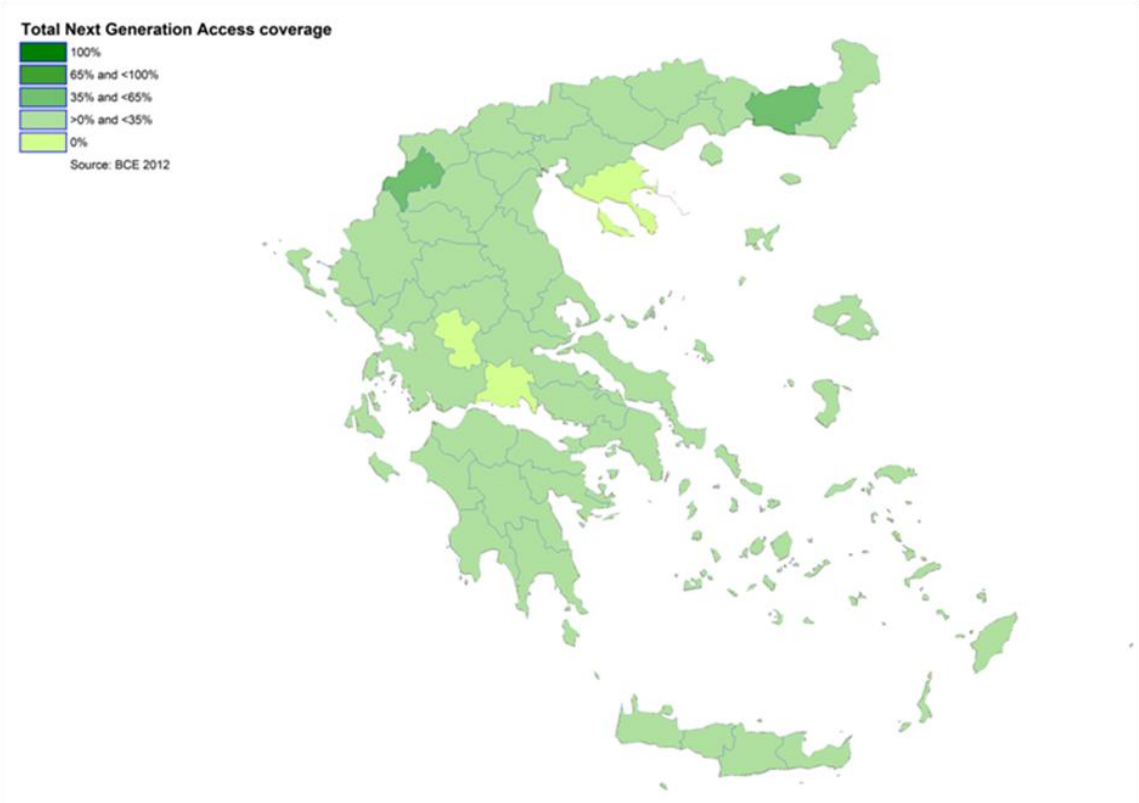 Total Next Generation Access coverage
100%
65% and <100%
35% and <65%
>0% and <35%
0%
Source: BCE 2012